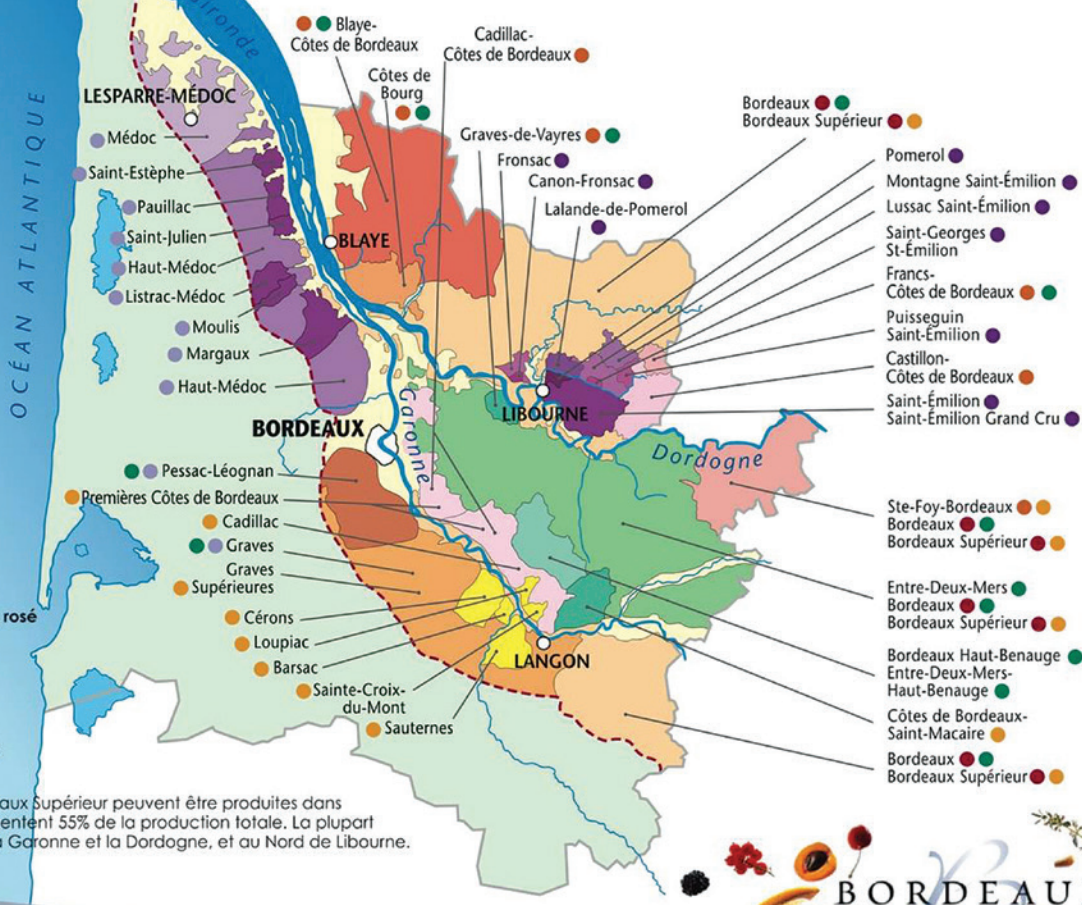 Gironde
OCÉAN ATLANTIQUE
Blaye-
Côtes de Bordeaux
Cadillac-
Côtes de Bordeaux
Côtes de
Bourg
LESPARRE-MÉDOC
Médoc
Saint-Estèphe
Pauillac
Saint-Julien
Haut-Médoc
Listrac-Médoc
Moulis
Margaux
Haut-Médoc
BLAYE
Graves-de-Vayres
Fronsac
Canon-Fronsac
Lalande-de-Pomerol
Bordeaux
Bordeaux Supérieur
Pomerol
Montagne Saint-Émilion
Lussac Saint-Émilion
Saint-Georges
St-Émilion
Francs-
Côtes de Bordeaux
Puisseguin
Saint-Émilion
Castillon-
Côtes de Bordeaux
Saint-Émilion
Saint-Émilion Grand Cru
LIBOURNE
BORDEAUX
Garonne
Dordogne
Pessac-Léognan
Premières Côtes de Bordeaux
Cadillac
Graves
Graves
Supérieures
Cérons
Loupiac
Barsac
Sainte-Croix-
du-Mont
Sauternes
LANGON
Ste-Foy-Bordeaux
Bordeaux
Bordeaux Supérieur
Entre-Deux-Mers
Bordeaux
Bordeaux Supérieur
Bordeaux Haut-Benauge
Entre-Deux-Mers-
Haut-Benauge
Côtes de Bordeaux-
Saint-Macaire
Bordeaux
Bordeaux Supérieur
rosé
aux Supérieur peuvent être produites dans
entent 55% de la production totale. La plupart
a Garonne et la Dordogne, et au Nord de Libourne.
BORDEAU